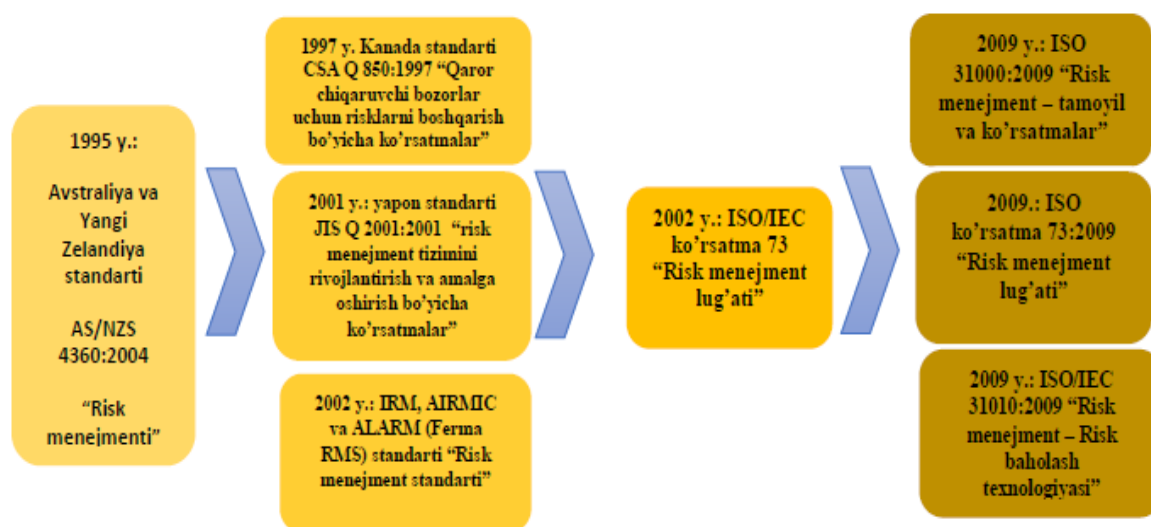 1995 y.:
Avstraliya va
Yangi
Zelandiya
standarti
AS/NZS
4360:2004
“Risk
menejmenti”
1997 y. Kanada standarti
CSA Q 850:1997 “Qaror
chiqaruvchi bozorlar
uchun risklarni boshqarish
bo’yicha ko’rsatmalar”
2001 y.: yapon standarti
JIS Q 2001:2001 “risk
menejment tizimini
rivojlantirish va amalga
oshirish bo’yicha
ko’rsatmalar”
2002 y.: IRM, AIRMIC
va ALARM (Ferma
RMS) standarti “Risk
menejment standarti”
2002 y.: ISO/IEC
ko’rsatma 73
“Risk menejment
lug’ati”
2009 y.: ISO
31000:2009 “Risk
menejment – tamoyil
va ko’rsatmalar”
2009.: ISO
ko’rsatma 73:2009
“Risk menejment
lug’ati”
2009 y.: ISO/IEC
31010:2009 “Risk
menejment – Risk
baholash
texnologiyasi”